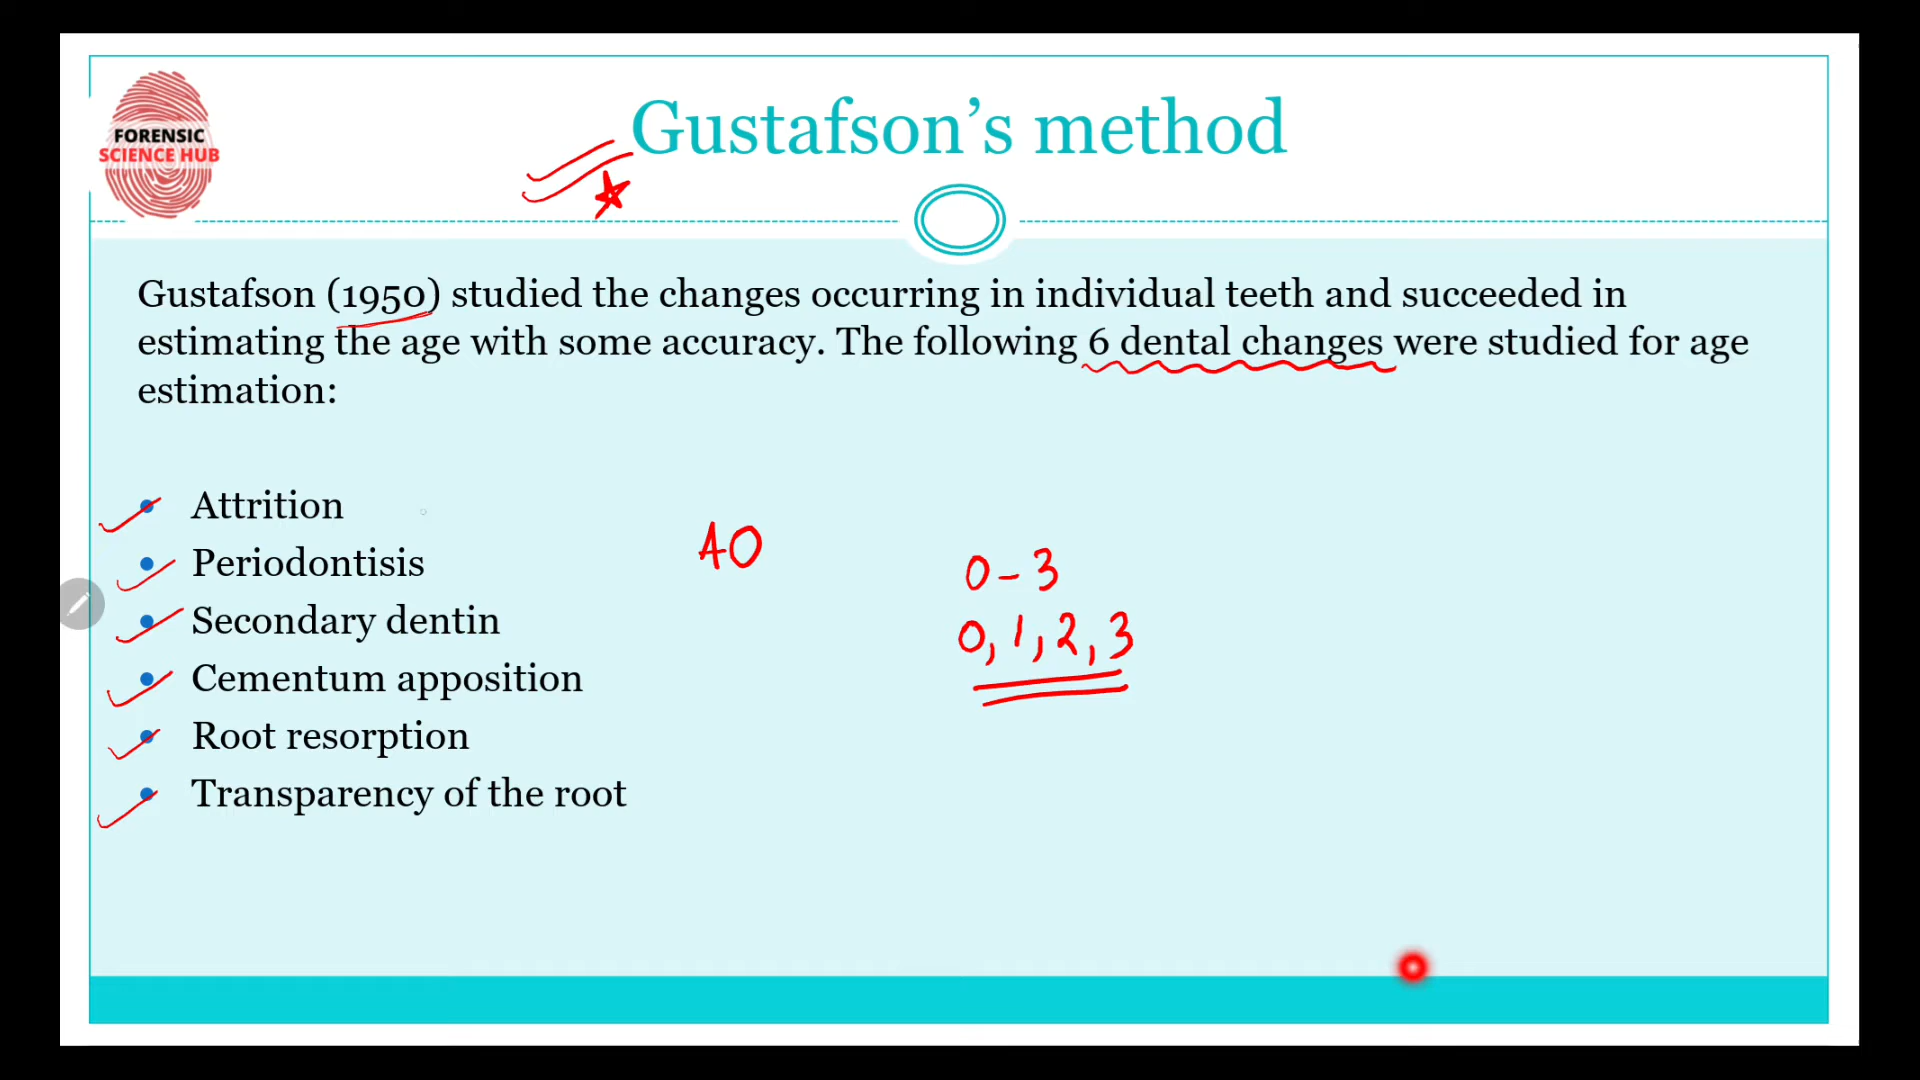 FORENSIC
SCIENCE HUB
Gustafson’s method
Gustafson (1950) studied the changes occurring in individual teeth and succeeded in
estimating the age with some accuracy. The following 6 dental changes were studied for age
estimation:
• Attrition
• Periodontisis
• Secondary dentin
• Cementum apposition
• Root resorption
• Transparency of the root
A0
0-3
0, 1, 2, 3